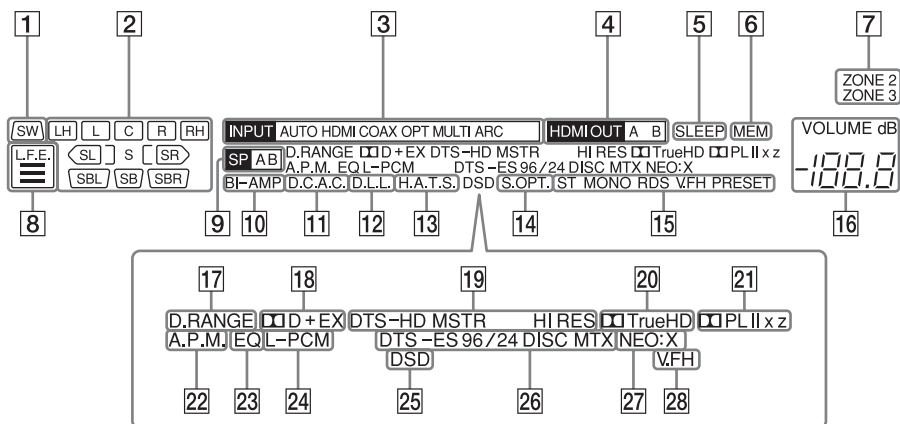 1 2 3 4 5 6 7
ZONE 2
ZONE 3
SW LH L C R RH INPUT AUTO HDMI COAX OPT MULTI ARC HDMI OUT A B SLEEP MEM VOLUME dB
L.F.E. SL S SR SP A B D.RANGE D+EX DTS-HD MSTR HI RES TrueHD PLII x z
A.P.M. EQ L-PCM DTS-ES 96/24 DISC MTX NEO:X
SBL SB SBR BI-AMP D.C.A.C. D.L.L. H.A.T.S. DSD S.OPT. ST MONO RDS V.FH PRESET -188.8
8 9 10 11 12 13 14 15 16
17 18 19 20 21
D.RANGE D+EX DTS-HD MSTR HI RES TrueHD PLII x z
A.P.M. EQ L-PCM DTS-ES 96/24 DISC MTX NEO:X
DSD V.FH
22 23 24 25 26 27 28